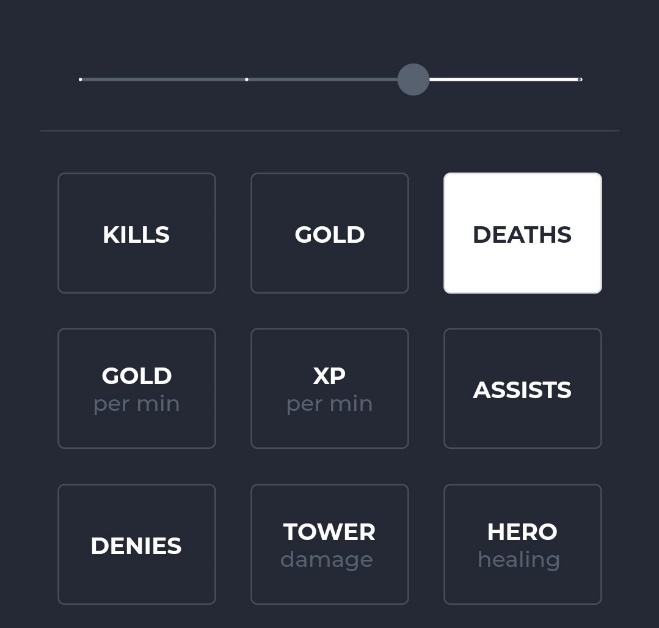 KILLS
GOLD
DEATHS
GOLD
per min
XP
per min
ASSISTS
DENIES
TOWER
damage
HERO
healing